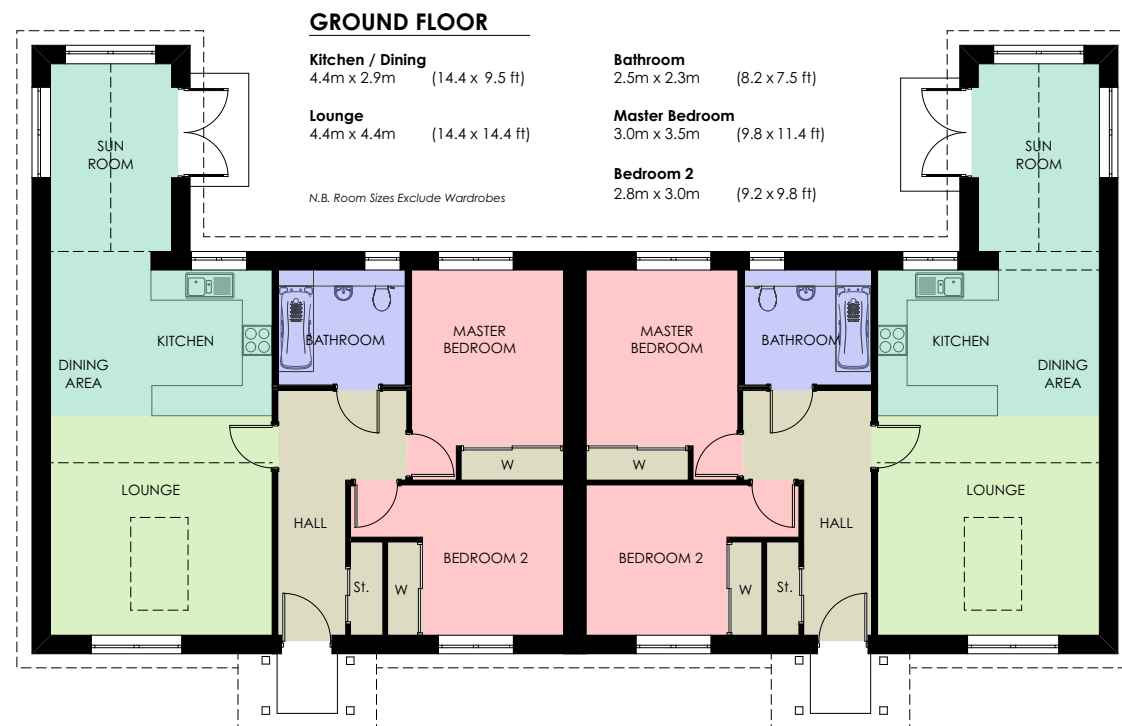 GROUND FLOOR
Kitchen / Dining
4.4m x 2.9m (14.4 x 9.5 ft)
Lounge
4.4m x 4.4m (14.4 x 14.4 ft)
N.B. Room Sizes Exclude Wardrobes
Bathroom
2.5m x 2.3m (8.2 x 7.5 ft)
Master Bedroom
3.0m x 3.5m (9.8 x 11.4 ft)
Bedroom 2
2.8m x 3.0m (9.2 x 9.8 ft)
SUN
ROOM
KITCHEN
DINING
AREA
BATHROOM
MASTER
BEDROOM
W
LOUNGE
HALL
BEDROOM 2
St.
W
SUN
ROOM
MASTER
BEDROOM
BATHROOM
KITCHEN
DINING
AREA
W
LOUNGE
HALL
BEDROOM 2
W
St.